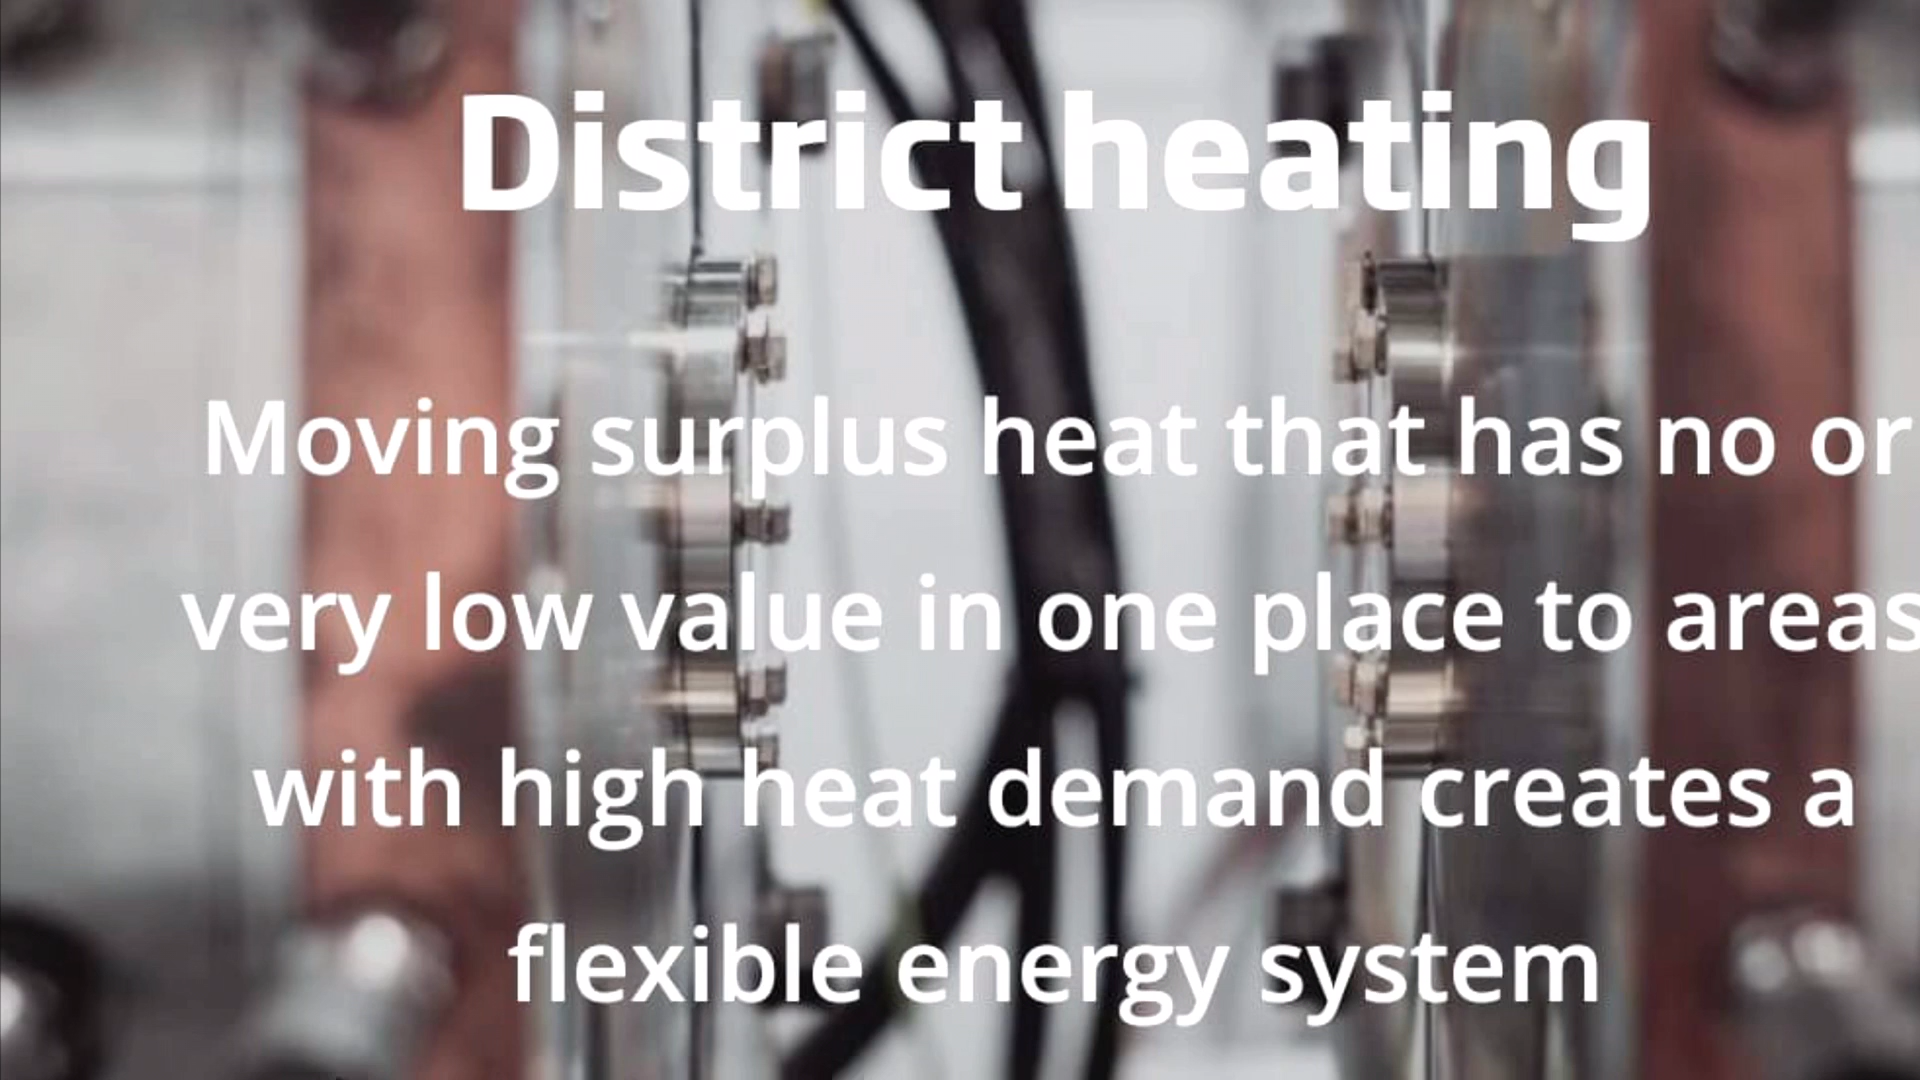 District heating
Moving surplus heat that has no or
very low value in one place to areas
with high heat demand creates a
flexible energy system